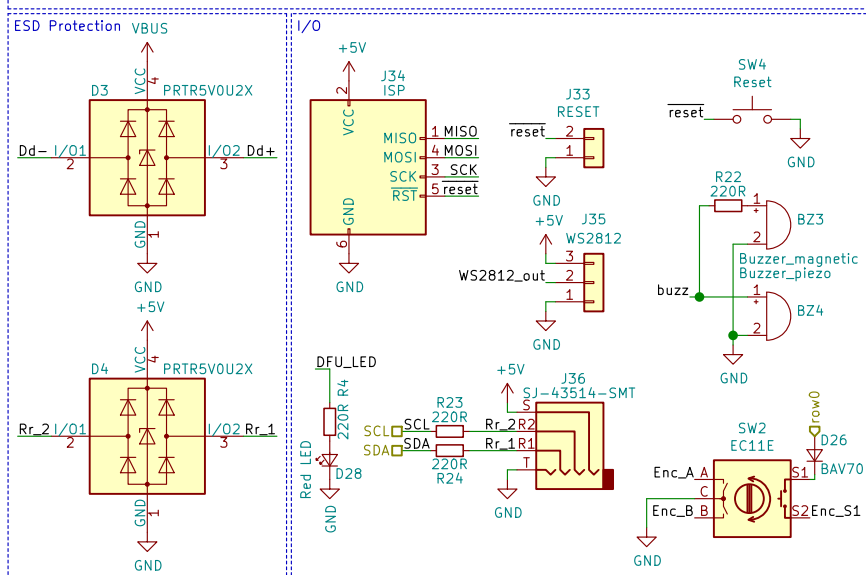 ESD Protection
VBUS
VCC
4
D3
PRTR5V0U2X
Dd- I/O1
2
I/O2 Dd+
3
GND
1
GND
+5V
VCC
4
D4
PRTR5V0U2X
Rr_2 I/O1
2
I/O2 Rr_1
3
GND
1
GND
I/O
+5V
2
J34
ISP
VCC
MISO 1 MISO
MOSI 4 MOSI
SCK 3 SCK
RST 5 reset
GND
6
GND
J33
RESET
reset 2
1
GND
+5V
J35
WS2812
3
WS2812_out 2
1
GND
SW4
Reset
reset
GND
R22
220R
1
+
BZ3
2
Buzzer_magnetic
Buzzer_piezo
buzz
1
+
BZ4
2
GND
DFU_LED
R4
220R
Red LED
D28
GND
+5V
J36
SJ-43514-SMT
S
R23
220R
SCL SCL Rr_2 R2
SDA SDA Rr_1 R1
220R
R24
T
GND
row0
SW2
EC11E
D26
BAV70
Enc_A A
C
Enc_B B
S1
S2 Enc_S1
GND